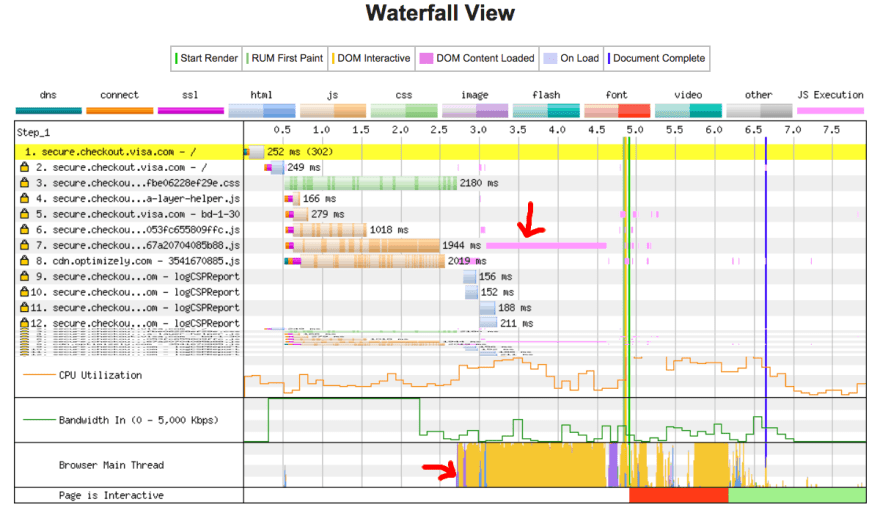 Waterfall View
Start Render RUM First Paint DOM Interactive DOM Content Loaded On Load Document Complete
dns connect ssl html js css image flash font video other JS Execution
Step_1 0.5 1.0 1.5 2.0 2.5 3.0 3.5 4.0 4.5 5.0 5.5 6.0 6.5 7.0 7.5
1. secure.checkout.visa.com - / 252 ms (302)
2. secure.checkout.visa.com - / 249 ms
3. secure.checkou...fbe06228ef29e.css 2180 ms
4. secure.checkou...a-layer-helper.js 166 ms
5. secure.checkout.visa.com - bd-1-30 279 ms
6. secure.checkou...053fc655809ffc.js 1018 ms
7. secure.checkou...67a20704085b88.js 1944 ms
8. cdn.optimizely.com - 3541670885.js 2019 ms
9. secure.checkou...om - logCSPReport 156 ms
10. secure.checkou...om - logCSPReport 152 ms
11. secure.checkou...om - logCSPReport 188 ms
12. secure.checkou...om - logCSPReport 211 ms
CPU Utilization
Bandwidth In (0 - 5,000 Kbps)
Browser Main Thread
Page is Interactive